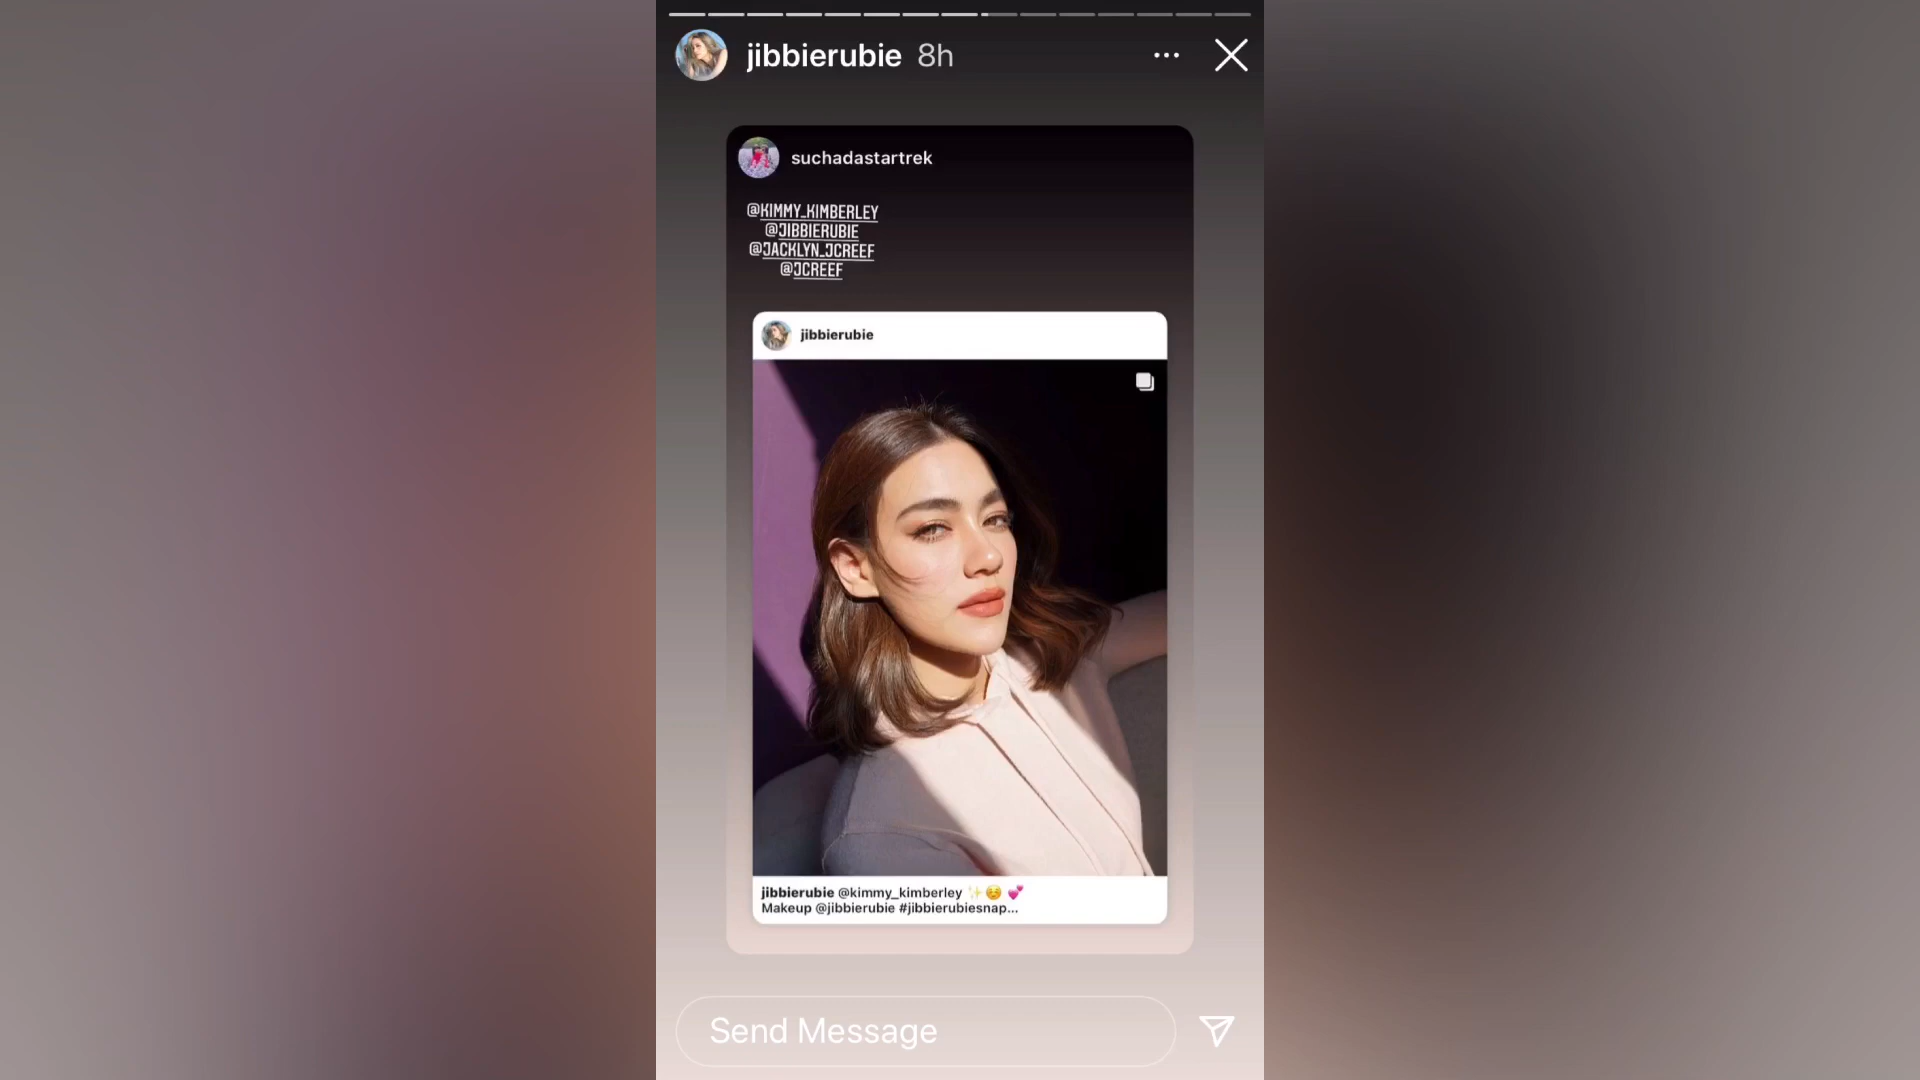 jibbierubie 8h
suchadastartrek
@KIMMY_KIMBERLEY
@JIBBIERUBIE
@JACKLYN_JCREEF
@JCREEF
jibbierubie
jibbierubie @kimmy_kimberley ✨☺️ 💕
Makeup @jibbierubie #jibbierubiesnap...
Send Message